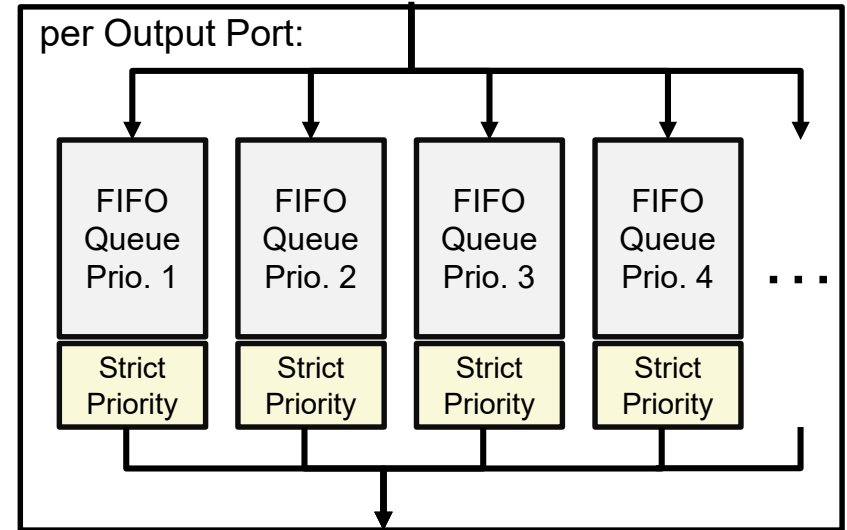 per Output Port:
FIFO
Queue
Prio. 1
FIFO
Queue
Prio. 2
FIFO
Queue
Prio. 3
FIFO
Queue
Prio. 4
...
Strict
Priority
Strict
Priority
Strict
Priority
Strict
Priority